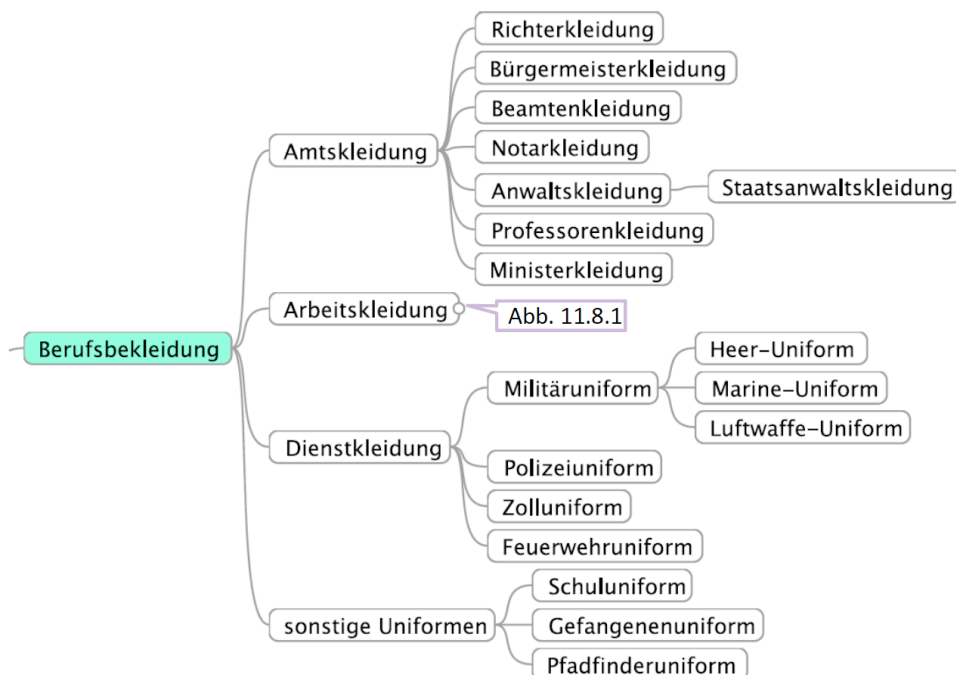 Richterkleidung
Bürgermeisterkleidung
Beamtenkleidung
Amtskleidung
Notarkleidung
Anwaltskleidung
Staatsanwaltskleidung
Professorenkleidung
Ministerkleidung
Arbeitskleidung
Abb. 11.8.1
Berufsbekleidung
Heer-Uniform
Militäruniform
Marine-Uniform
Luftwaffe-Uniform
Dienstkleidung
Polizeiuniform
Zolluniform
Feuerwehruniform
Schuluniform
sonstige Uniformen
Gefangenenuniform
Pfadfinderuniform